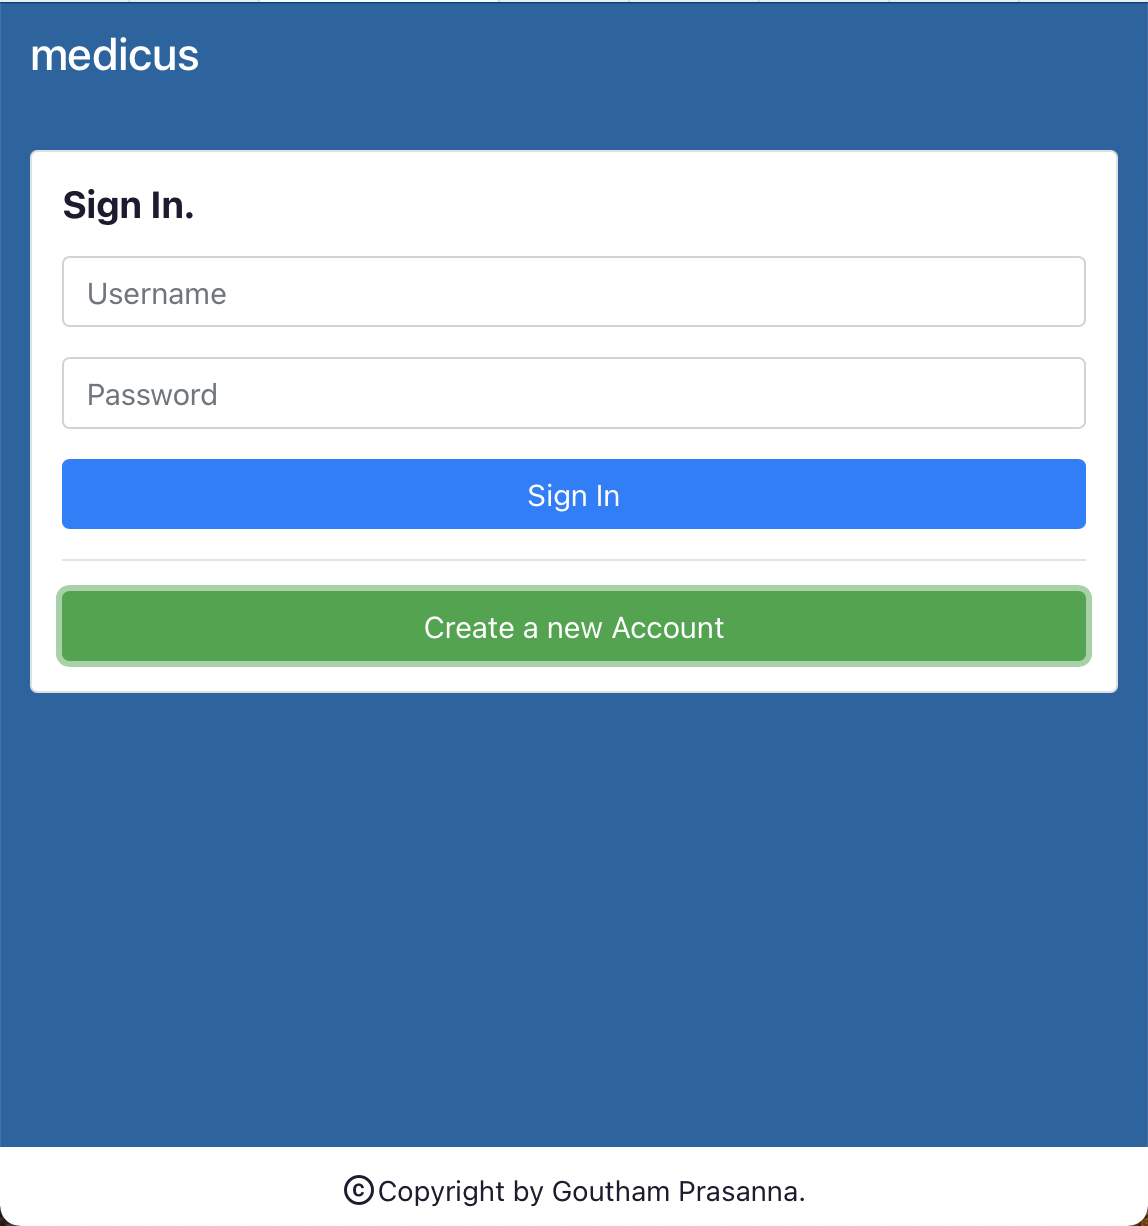 medicus
Sign In.
Username
Password
Sign In
Create a new Account
©Copyright by Goutham Prasanna.